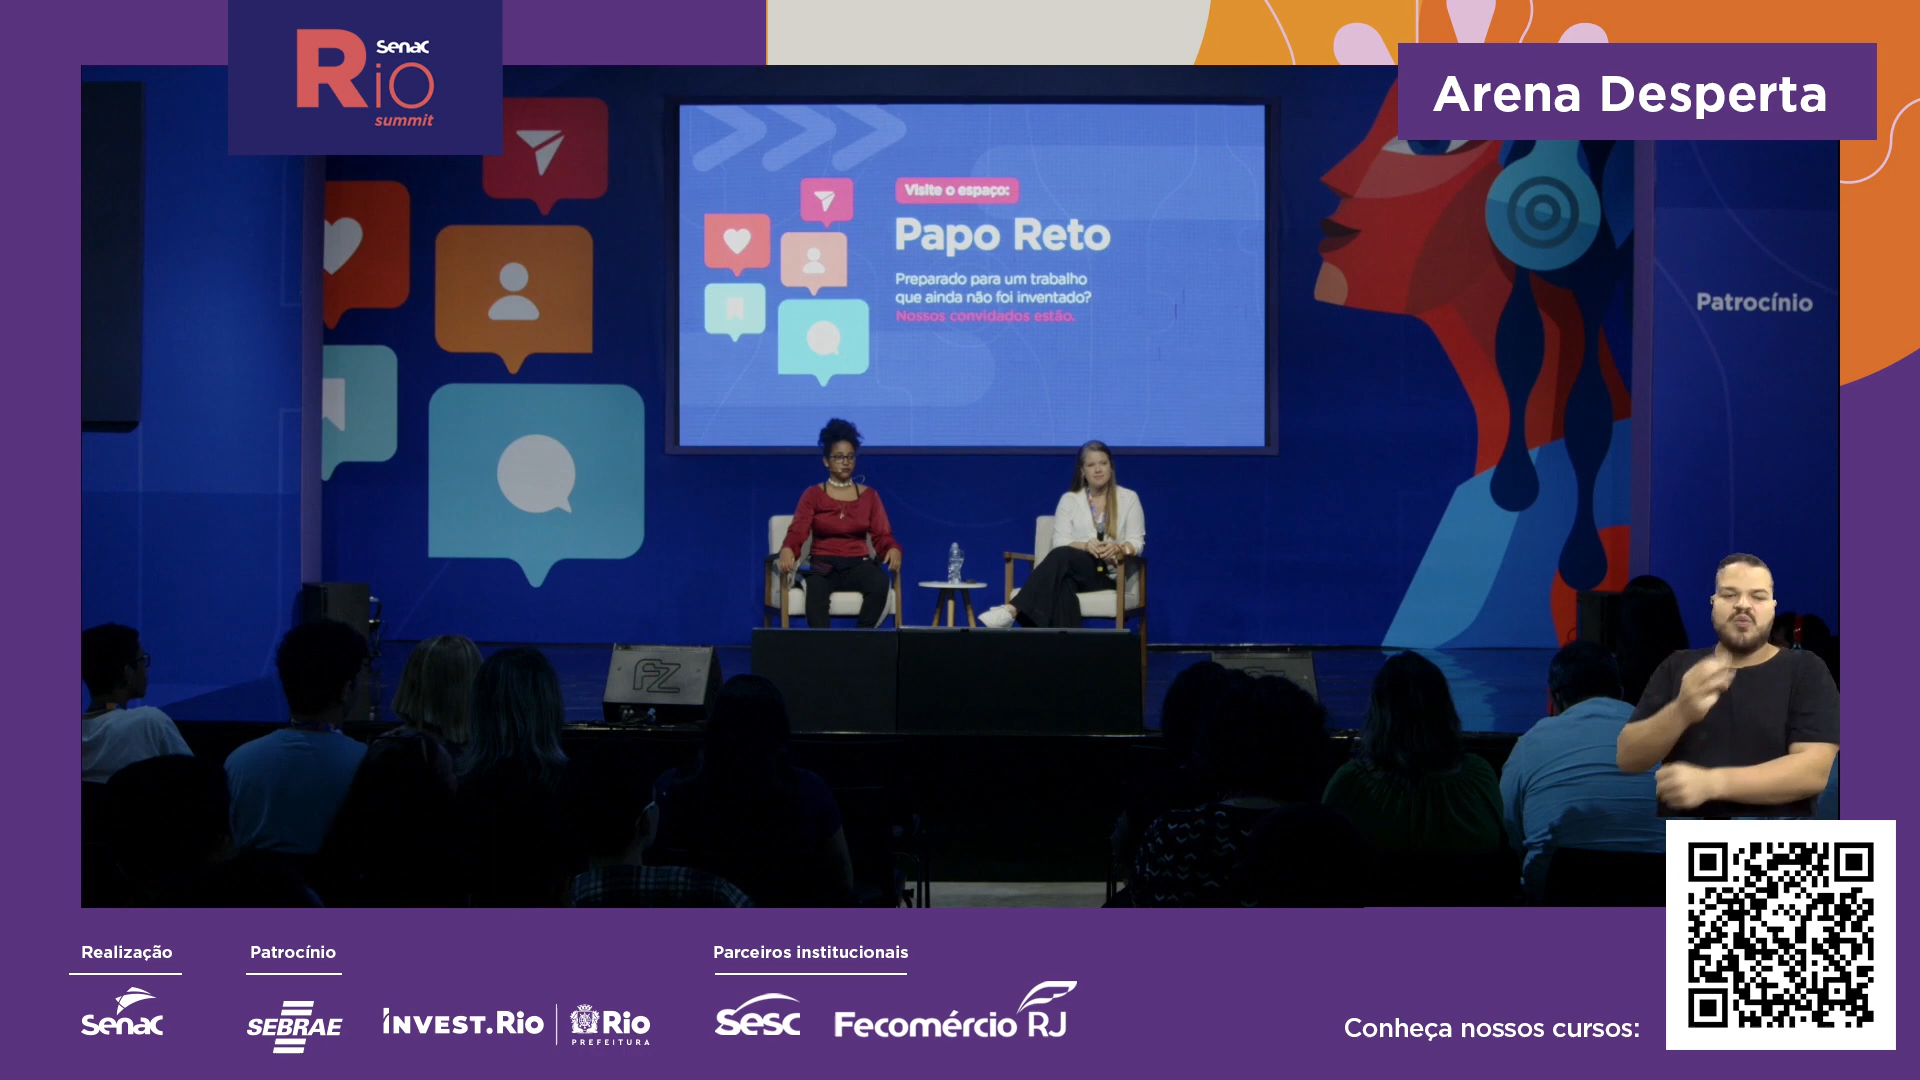 R Senac
iO
summit
Arena Desperta
Visite o espaço:
Papo Reto
Preparado para um trabalho
que ainda não foi inventado?
Nossos convidados estão.
Patrocínio
FZ
Realização
Patrocínio
Parceiros institucionais
Senac
SEBRAE
INVEST.Rio
Rio
PREFEITURA
Sesc
Fecomércio RJ
Conheça nossos cursos: